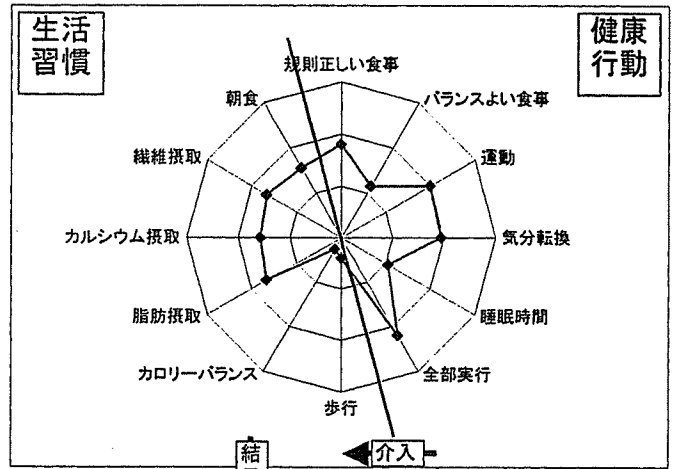 生活
習慣
健康
行動
規則正しい食事
朝食
バランスよい食事
繊維摂取
運動
カルシウム摂取
気分転換
脂肪摂取
睡眠時間
カロリーバランス
全部実行
歩行
結
介入